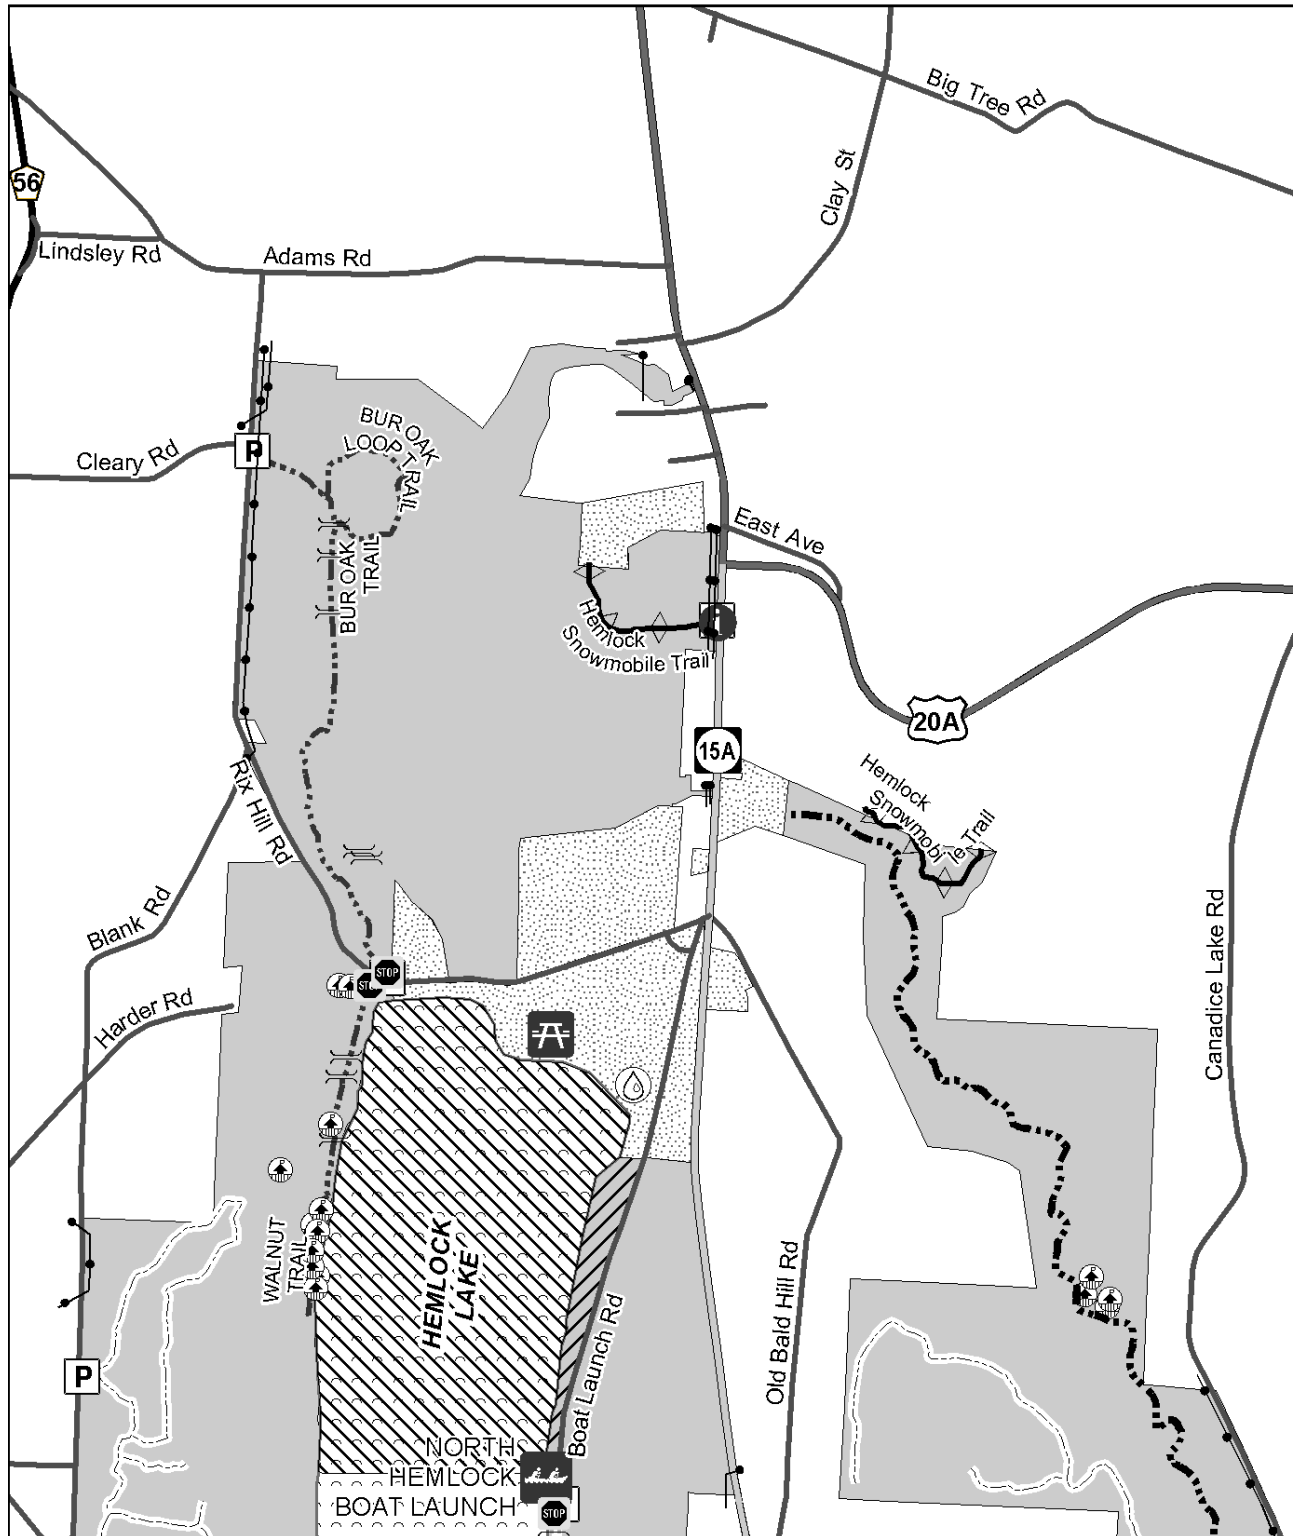 Big Tree Rd
Clay St
56
Lindsley Rd
Adams Rd
BUR OAK
LOOP TRAIL
Cleary Rd
P
East Ave
BUR OAK
TRAIL
Hemlock
Snowmobile Trail
i
20A
15A
Rix Hill Rd
Hemlock
Snowmobile Trail
Blank Rd
Canadice Lake Rd
STOP
STOP
Harder Rd
WALNUT
TRAIL
HEMLOCK
LAKE
Old Bald Hill Rd
Boat Launch Rd
P
NORTH
HEMLOCK
BOAT LAUNCH
STOP